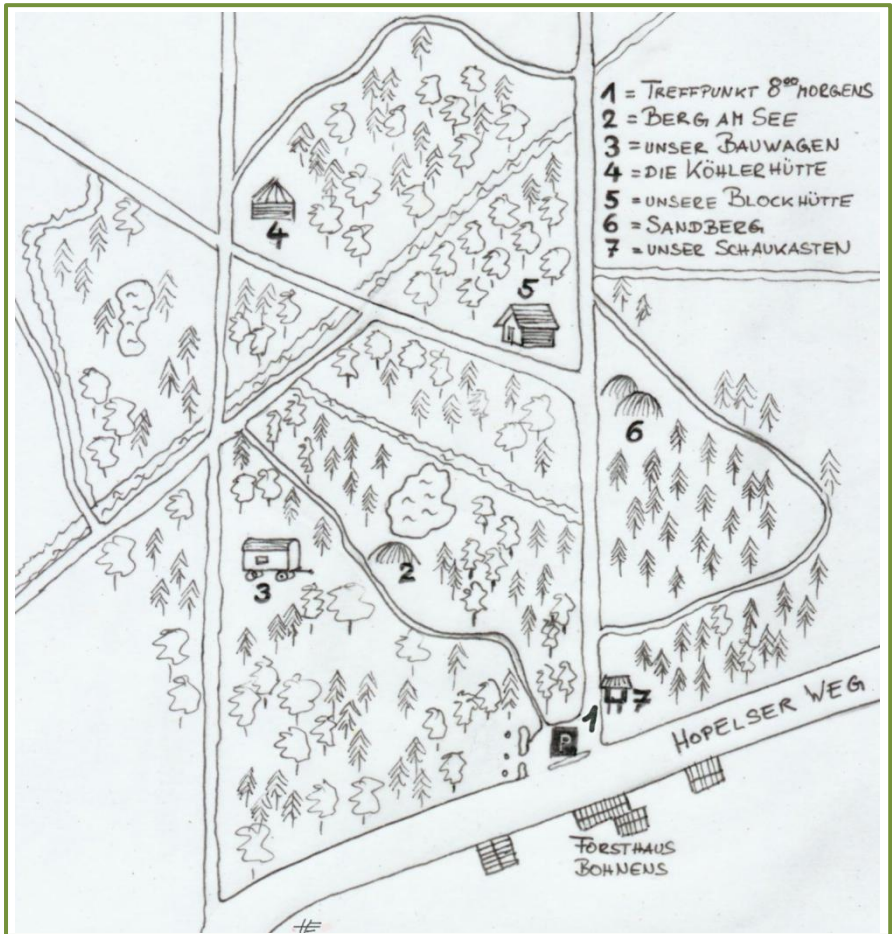 1 = TREFFPUNKT 8⁰⁰ MORGENS
2 = BERG AM SEE
3 = UNSER BAUWAGEN
4 = DIE KÖHLERHÜTTE
5 = UNSERE BLOCKHÜTTE
6 = SANDBERG
7 = UNSER SCHAUKASTEN
4
5
6
2
3
1
7
P
HOPELSER WEG
FORSTHAUS
BOHNENS